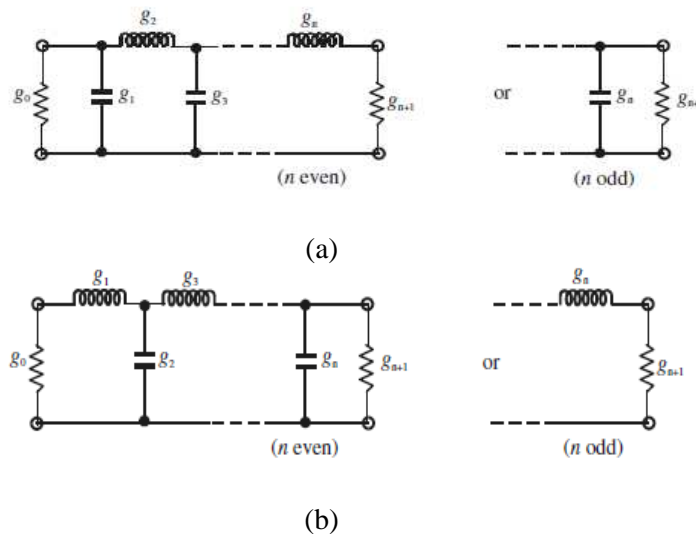 g₂ gₙ
g₀ g₁ g₃ gₙ₊₁ or gₙ
(n even) (n odd)
(a)
g₁ g₃ gₙ
g₀ g₂ gₙ gₙ₊₁ or gₙ₊₁
(n even) (n odd)
(b)